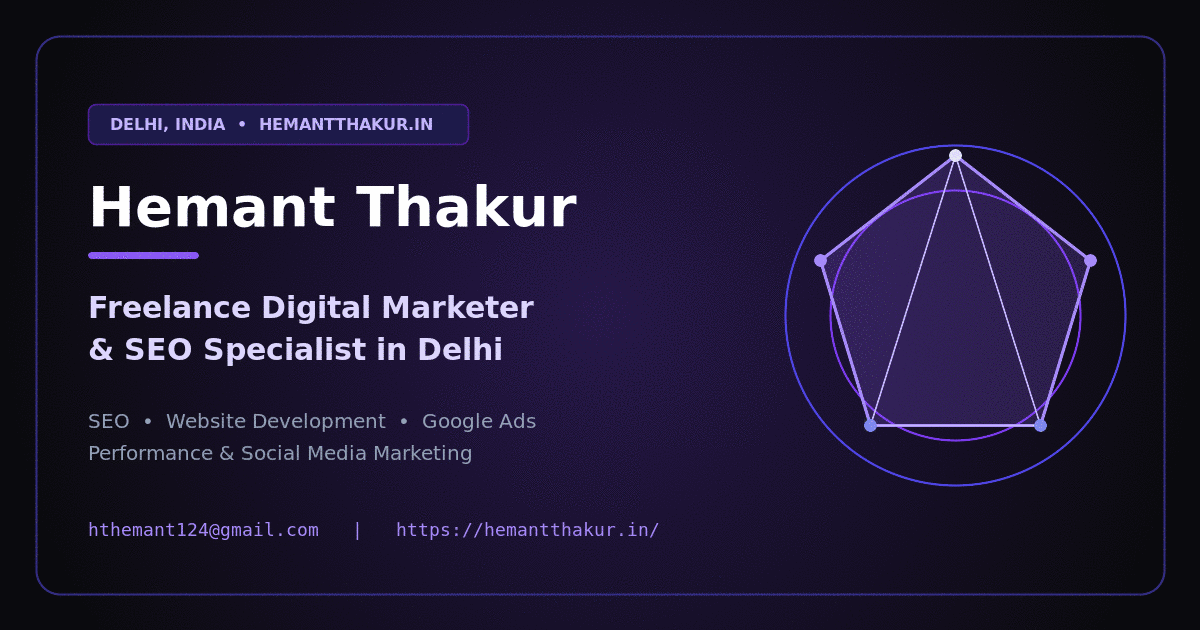 DELHI, INDIA • HEMANTTHAKUR.IN
Hemant Thakur
Freelance Digital Marketer
& SEO Specialist in Delhi
SEO • Website Development • Google Ads
Performance & Social Media Marketing
hthemant124@gmail.com | https://hemantthakur.in/